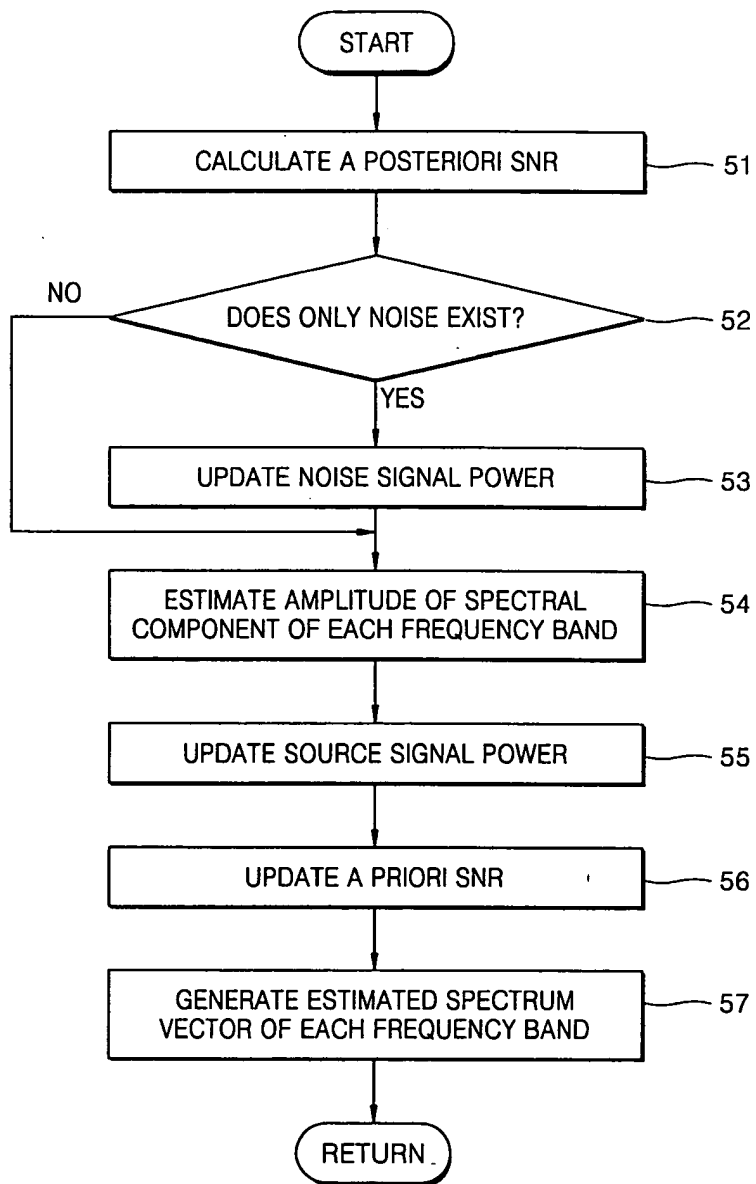 START
CALCULATE A POSTERIORI SNR
51
NO
DOES ONLY NOISE EXIST?
52
YES
UPDATE NOISE SIGNAL POWER
53
ESTIMATE AMPLITUDE OF SPECTRAL
COMPONENT OF EACH FREQUENCY BAND
54
UPDATE SOURCE SIGNAL POWER
55
UPDATE A PRIORI SNR
56
GENERATE ESTIMATED SPECTRUM
VECTOR OF EACH FREQUENCY BAND
57
RETURN